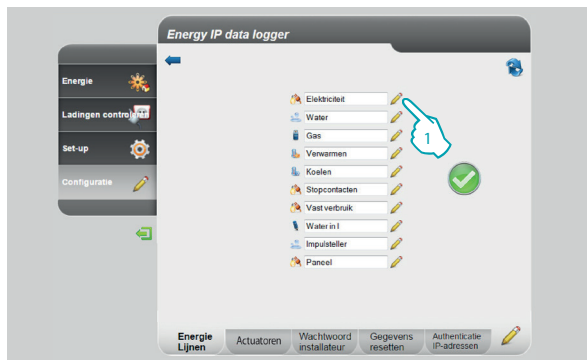 Energy IP data logger
Energie
Ladingen controleren
Set-up
Configuratie
Elektriciteit
Water
Gas
Verwarmen
Koelen
Stopcontacten
Vast verbruik
Water in l
Impulsteller
Paneel
1
Energie
Lijnen
Actuatoren
Wachtwoord
installateur
Gegevens
resetten
Authenticatie
IP-adressen